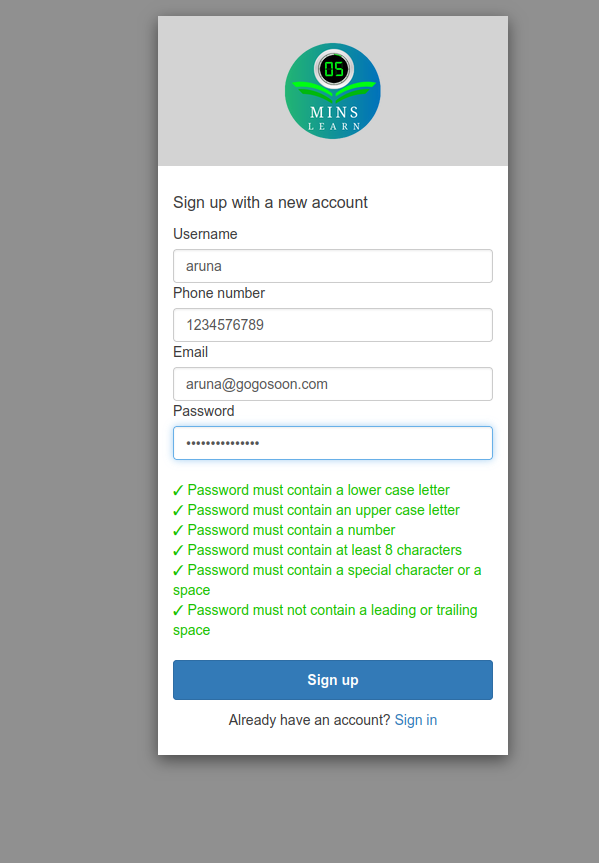 05
MINS
LEARN
Sign up with a new account
Username
aruna
Phone number
1234576789
Email
aruna@gogosoon.com
Password
•••••••••••••••
✓ Password must contain a lower case letter
✓ Password must contain an upper case letter
✓ Password must contain a number
✓ Password must contain at least 8 characters
✓ Password must contain a special character or a
space
✓ Password must not contain a leading or trailing
space
Sign up
Already have an account? Sign in